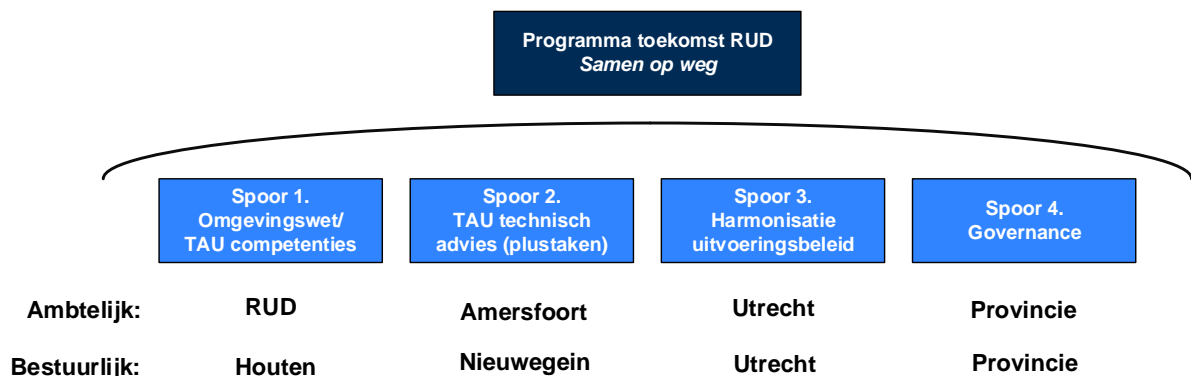 Programma toekomst RUD
Samen op weg
Spoor 1.
Omgevingswet/
TAU competenties
Spoor 2.
TAU technisch
advies (plustaken)
Spoor 3.
Harmonisatie
uitvoeringsbeleid
Spoor 4.
Governance
Ambtelijk: RUD Amersfoort Utrecht Provincie
Bestuurlijk: Houten Nieuwegein Utrecht Provincie